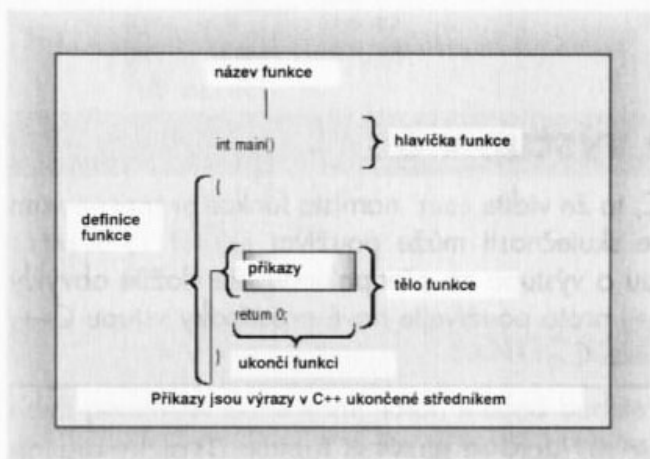 název funkce
int main()
hlavička funkce
{
definice
funkce
příkazy
tělo funkce
return 0;
ukončí funkci
}
Příkazy jsou výrazy v C++ ukončené středníkem